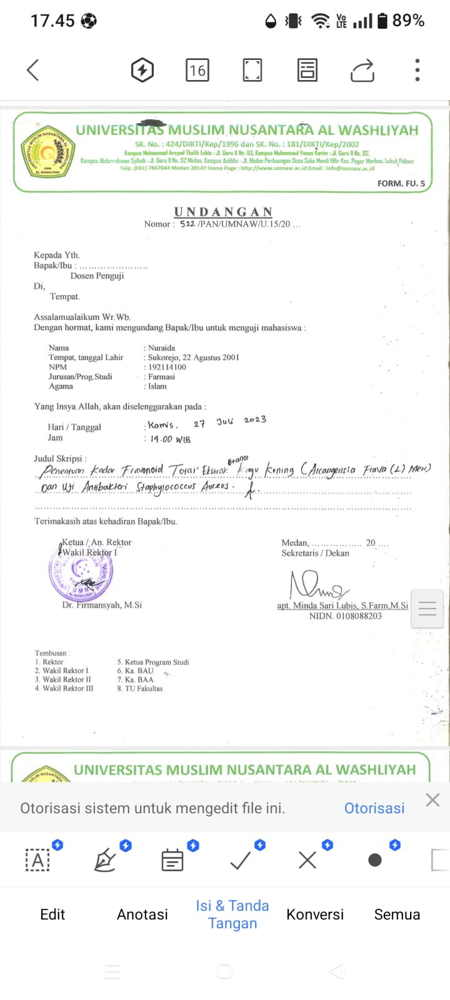 17.45
Vo LTE
89%
16
UNIVERSITAS MUSLIM NUSANTARA AL WASHLIYAH
SK. No. : 424/DIKTI/Kep/1996 dan SK. No. : 181/DIKTI/Kep/2002
Kampus Muhammad Arsyad Thalib Lubis : Jl. Garu II No. 93, Kampus Muhammad Yunus Karim : Jl. Garu II No. 02,
Kampus Abdurrahman Syihab : Jl. Garu II No. 52 Medan, Kampus Aziddin : Jl. Medan Perbaungan Desa Suka Mandi Hilir Kec. Pagar Merbau, Lubuk Pakam
Telp. (061) 7867044 Medan 20147 Home Page : http://www.umnaw.ac.id Email : info@umnaw.ac.id
UNIVERSITAS MUSLIM NUSANTARA
UMN
AL WASHLIYAH
FORM. FU. 5
UNDANGAN
Nomor : 522 /PAN/UMNAW/U.15/20 ...
Kepada Yth.
Bapak/Ibu : .....................
Dosen Penguji
Di,
Tempat.
Assalamualaikum Wr.Wb.
Dengan hormat, kami mengundang Bapak/Ibu untuk menguji mahasiswa :
Nama : Nuraida
Tempat, tanggal Lahir : Sukorejo, 22 Agustus 2001
NPM : 192114100
Jurusan/Prog.Studi : Farmasi
Agama : Islam
Yang Insya Allah, akan diselenggarakan pada :
Hari / Tanggal : Kamis. 27 Juli 2023
Jam : 14.00 WIB
Judul Skripsi :
Penentuan Kadar Flavonoid Total Ekstrak Etanol Kayu Kuning (Arcangelisia Flava (L) Merr)
Dan Uji Antibakteri Staphylococcus Aureus.
Terimakasih atas kehadiran Bapak/Ibu.
Ketua / An. Rektor
Wakil Rektor I
UMN
AL-WASHLIYAH
Dr. Firmansyah, M.Si
Medan, .................. 20 ....
Sekretaris / Dekan
apt. Minda Sari Lubis, S.Farm,M.Si
NIDN. 0108088203
Tembusan :
1. Rektor
2. Wakil Rektor I
3. Wakil Rektor II
4. Wakil Rektor III
5. Ketua Program Studi
6. Ka. BAU
7. Ka. BAA
8. TU Fakultas
UNIVERSITAS MUSLIM NUSANTARA AL WASHLIYAH
Otorisasi sistem untuk mengedit file ini.
Otorisasi
A
Edit
Anotasi
Isi & Tanda Tangan
Konversi
Semua